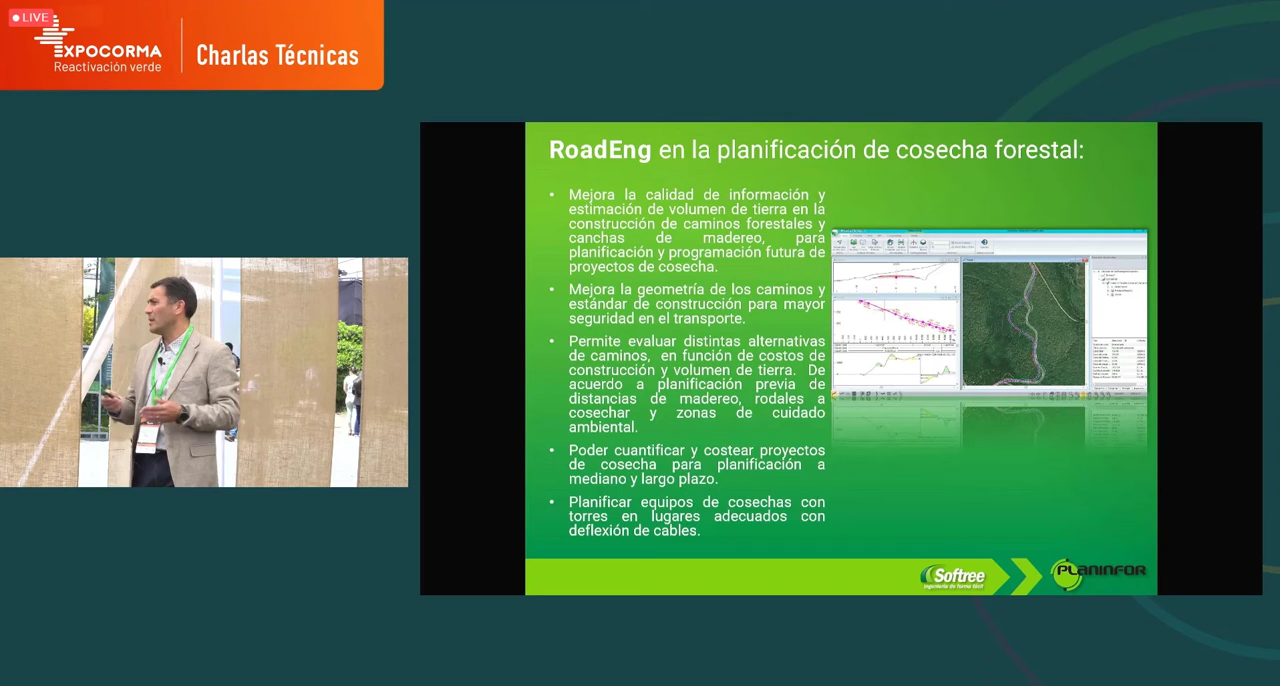 LIVE
EXPOCORMA
Reactivación verde
Charlas Técnicas
RoadEng en la planificación de cosecha forestal:
• Mejora la calidad de información y
estimación de volumen de tierra en la
construcción de caminos forestales y
canchas de madereo, para
planificación y programación futura de
proyectos de cosecha.
• Mejora la geometría de los caminos y
estándar de construcción para mayor
seguridad en el transporte.
• Permite evaluar distintas alternativas
de caminos, en función de costos de
construcción y volumen de tierra. De
acuerdo a planificación previa de
distancias de madereo, rodales a
cosechar y zonas de cuidado
ambiental.
• Poder cuantificar y costear proyectos
de cosecha para planificación a
mediano y largo plazo.
• Planificar equipos de cosechas con
torres en lugares adecuados con
deflexión de cables.
Softree
Ingeniería de forma fácil
PLANINFOR